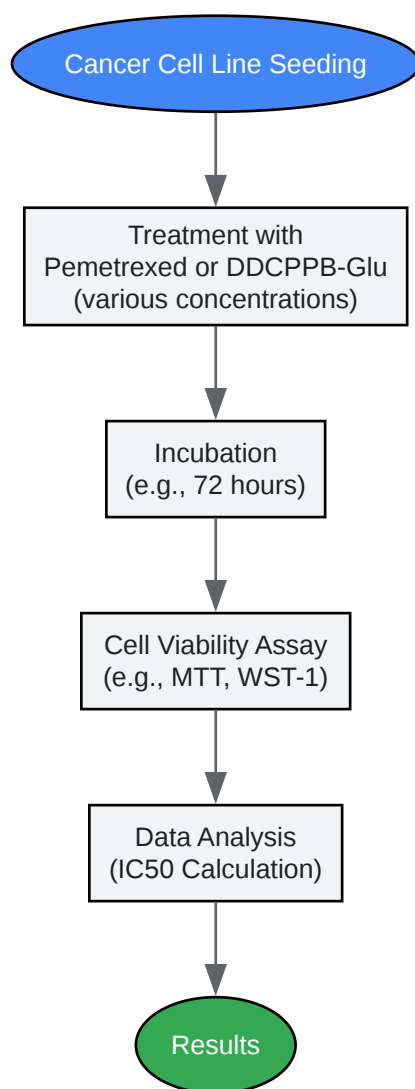 Cancer Cell Line Seeding
Treatment with
Pemetrexed or DDCPPB-Glu
(various concentrations)
Incubation
(e.g., 72 hours)
Cell Viability Assay
(e.g., MTT, WST-1)
Data Analysis
(IC50 Calculation)
Results